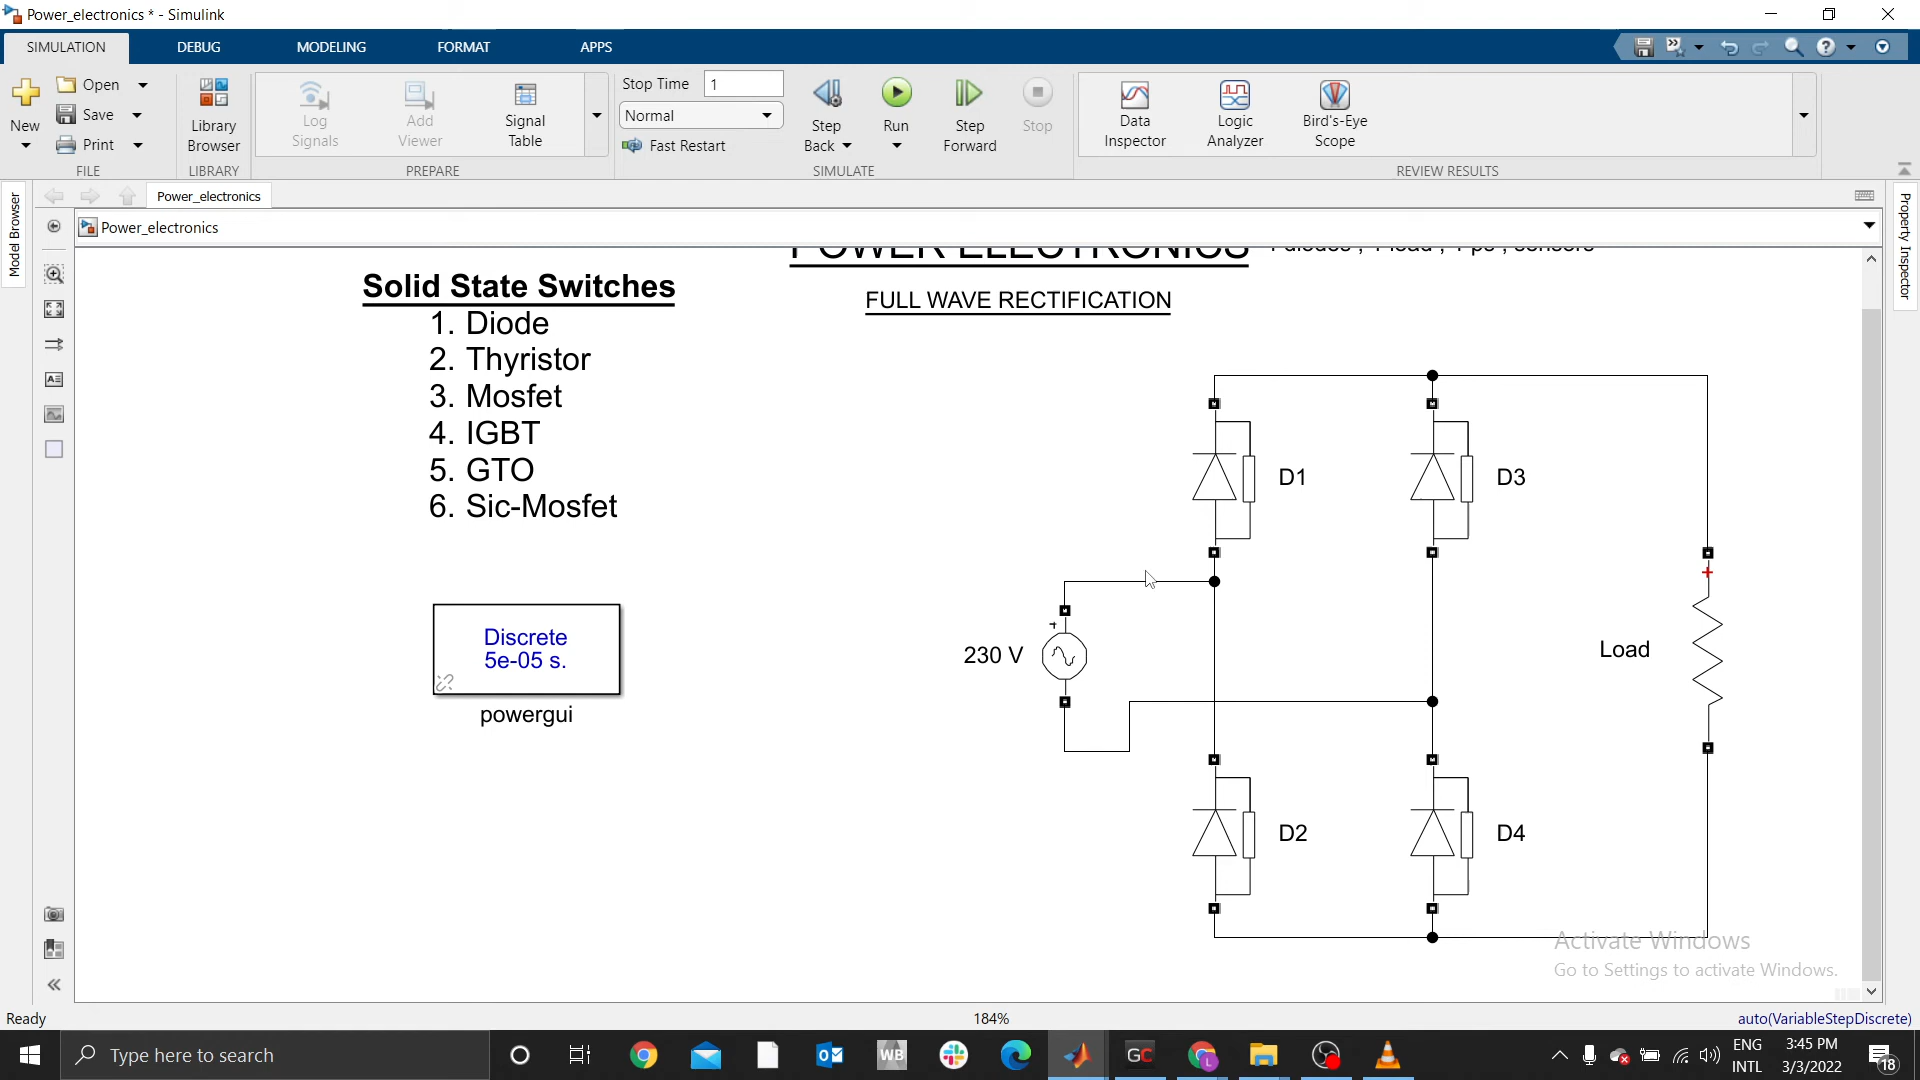 Power_electronics * - Simulink
SIMULATION
DEBUG
MODELING
FORMAT
APPS
New
Open
Save
Print
FILE
Library
Browser
LIBRARY
Log
Signals
Add
Viewer
Signal
Table
PREPARE
Stop Time 1
Normal
Fast Restart
Step
Back
Run
Step
Forward
Stop
SIMULATE
Data
Inspector
Logic
Analyzer
Bird's-Eye
Scope
REVIEW RESULTS
Model Browser
Property Inspector
Power_electronics
Power_electronics
POWER ELECTRONICS
Solid State Switches
1. Diode
2. Thyristor
3. Mosfet
4. IGBT
5. GTO
6. Sic-Mosfet
FULL WAVE RECTIFICATION
D1
D3
230 V
+
+
Load
D2
D4
Discrete
5e-05 s.
powergui
Activate Windows
Go to Settings to activate Windows.
Ready
184%
auto(VariableStepDiscrete)
Type here to search
WB
GC
L
ENG
INTL
3:45 PM
3/3/2022
18